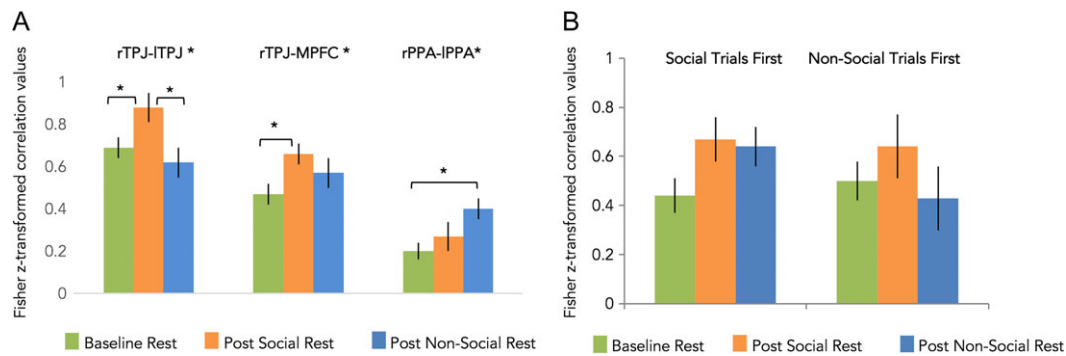 A
rTPJ-lTPJ * rTPJ-MPFC * rPPA-lPPA*
* * * *
Fisher z-transformed correlation values
1
0.8
0.6
0.4
0.2
0
Baseline Rest Post Social Rest Post Non-Social Rest
B
Social Trials First Non-Social Trials First
Fisher z-transformed correlation values
1
0.8
0.6
0.4
0.2
0
Baseline Rest Post Social Rest Post Non-Social Rest